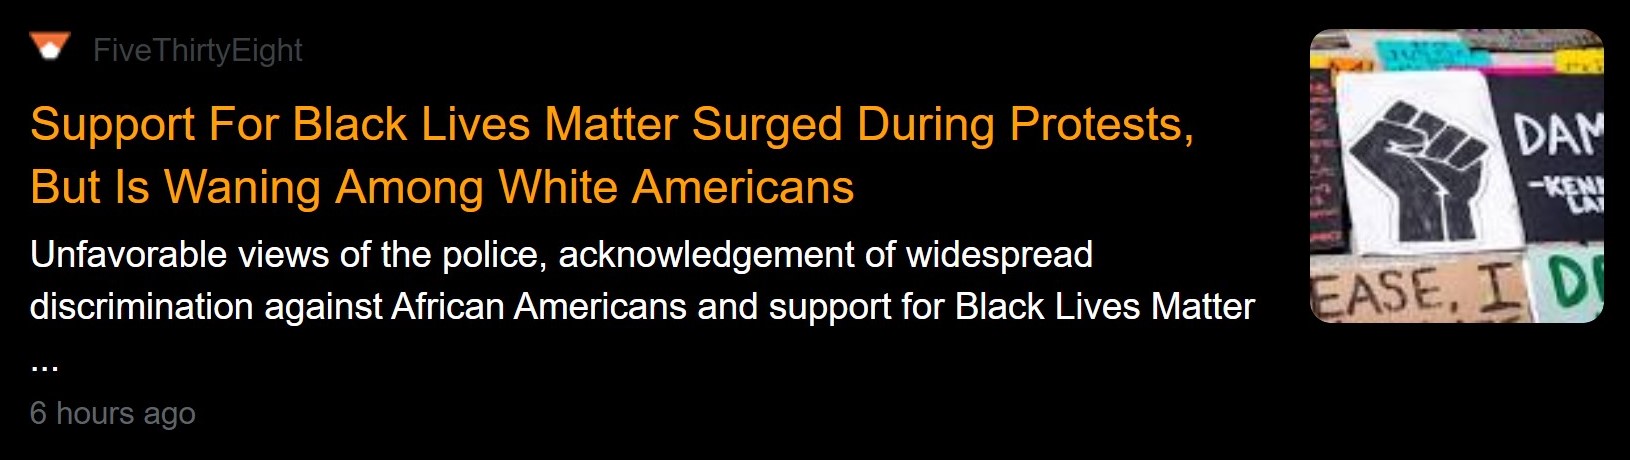 FiveThirtyEight
Support For Black Lives Matter Surged During Protests,
But Is Waning Among White Americans
Unfavorable views of the police, acknowledgement of widespread
discrimination against African Americans and support for Black Lives Matter
...
6 hours ago
DAM
-KEN
LA
EASE, I